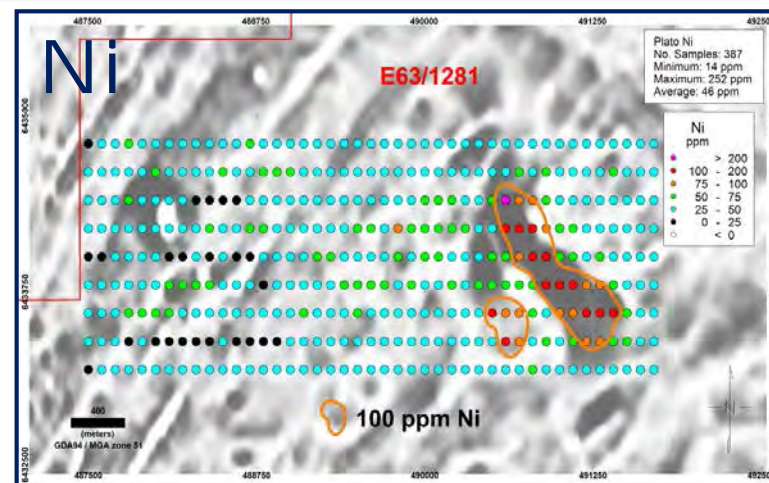 487500 488750 490000 491250 49250
Ni
E63/1281
Plato Ni
No. Samples: 387
Minimum: 14 ppm
Maximum: 252 ppm
Average: 46 ppm
Ni
ppm
> 200
100 - 200
75 - 100
50 - 75
25 - 50
0 - 25
< 0
6435000
6433750
6432500
400
(meters)
GDA94 / MGA zone 51
100 ppm Ni
N
487500 488750 490000 491250 49250